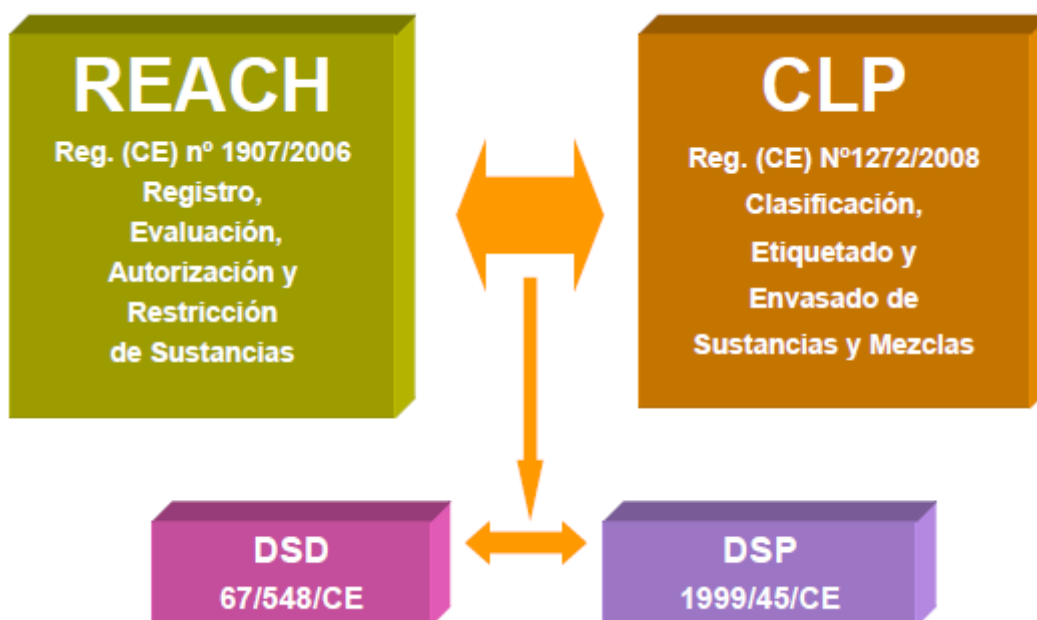 REACH
Reg. (CE) nº 1907/2006
Registro,
Evaluación,
Autorización y
Restricción
de Sustancias
CLP
Reg. (CE) Nº1272/2008
Clasificación,
Etiquetado y
Envasado de
Sustancias y Mezclas
DSD
67/548/CE
DSP
1999/45/CE